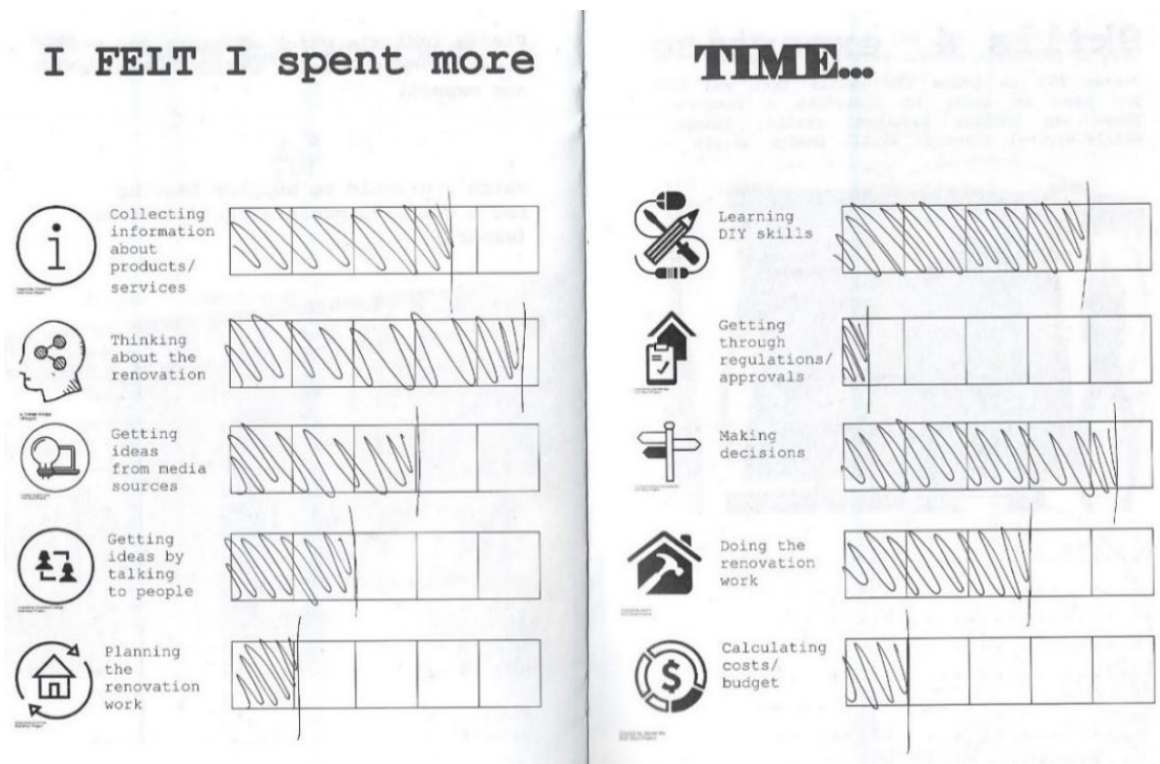 I FELT I spent more
TIME...
Collecting
information
about
products/
services
Thinking
about the
renovation
Getting
ideas
from media
sources
Getting
ideas by
talking
to people
Planning
the
renovation
work
Learning
DIY skills
Getting
through
regulations/
approvals
Making
decisions
Doing the
renovation
work
$
Calculating
costs/
budget